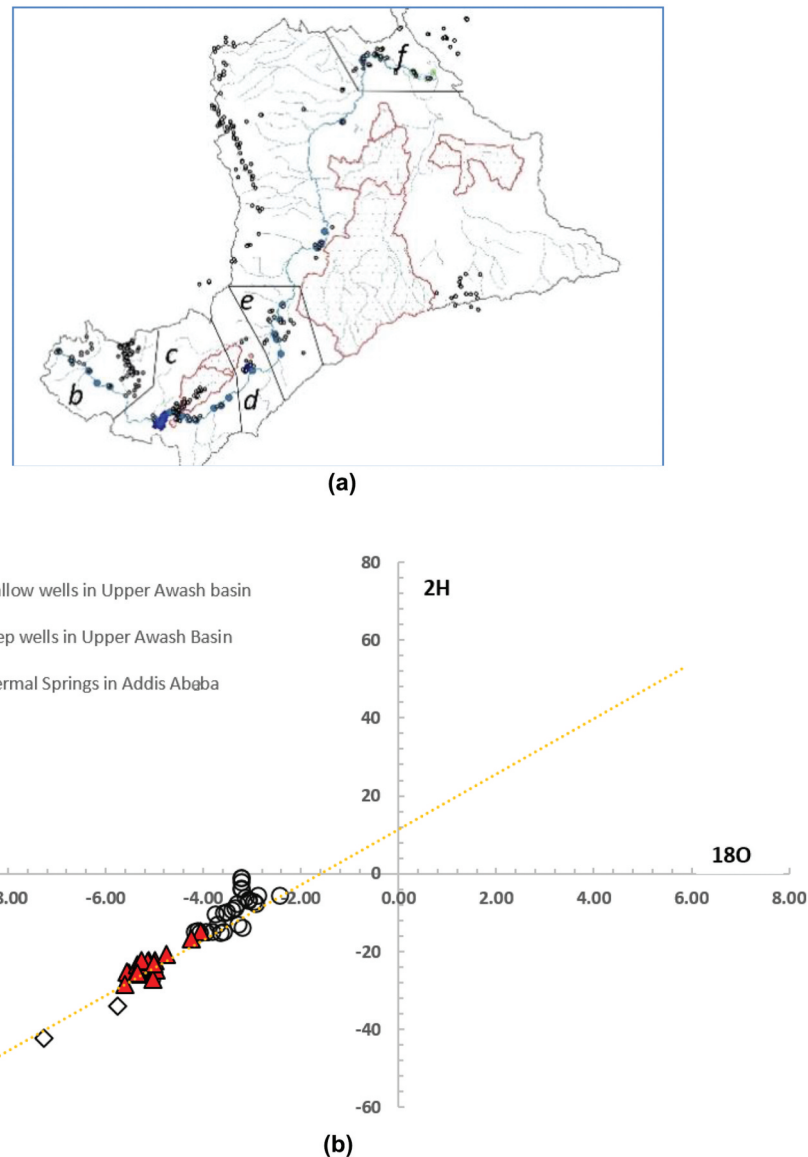 f
e
c
b
d
(a)
80
2H
allow wells in Upper Awash basin
60
ep wells in Upper Awash Basin
ermal Springs in Addis Ababa
40
20
18O
0
8.00 -6.00 -4.00 -2.00 0.00 2.00 4.00 6.00 8.00
-20
-40
-60
(b)